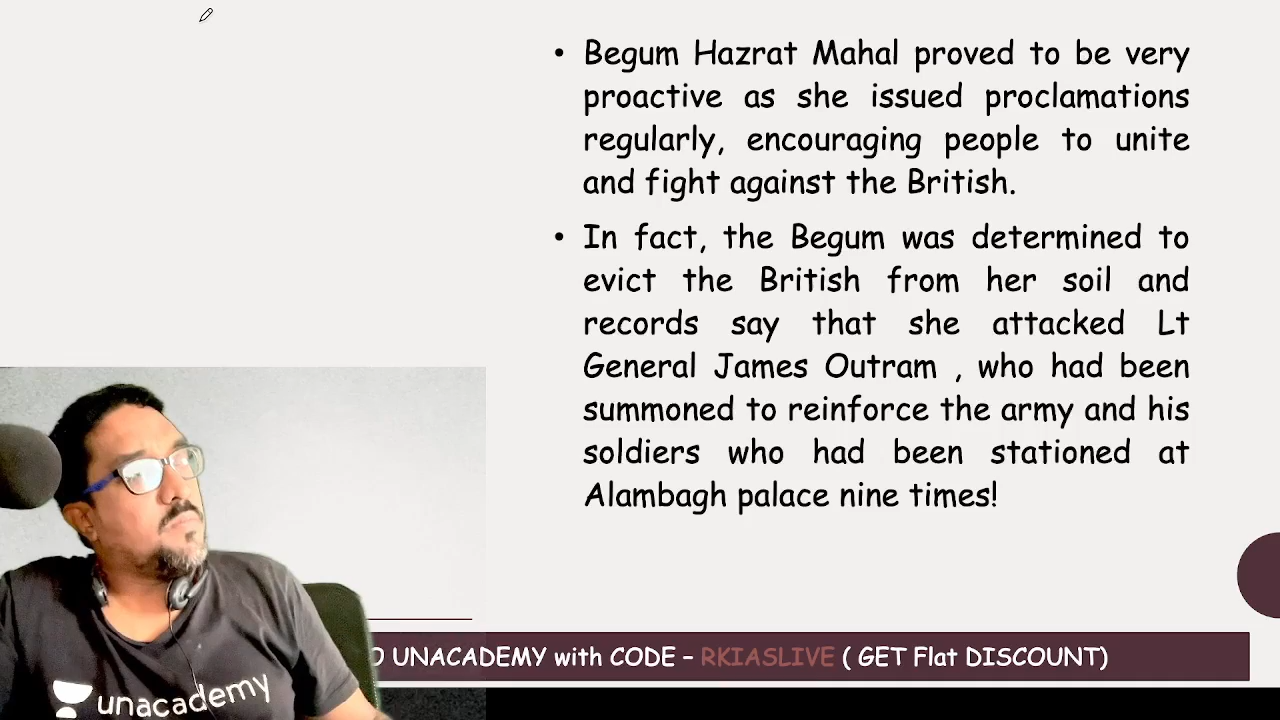 • Begum Hazrat Mahal proved to be very
proactive as she issued proclamations
regularly, encouraging people to unite
and fight against the British.
• In fact, the Begum was determined to
evict the British from her soil and
records say that she attacked Lt
General James Outram , who had been
summoned to reinforce the army and his
soldiers who had been stationed at
Alambagh palace nine times!
UNACADEMY with CODE – RKIASLIVE ( GET Flat DISCOUNT)
unacademy